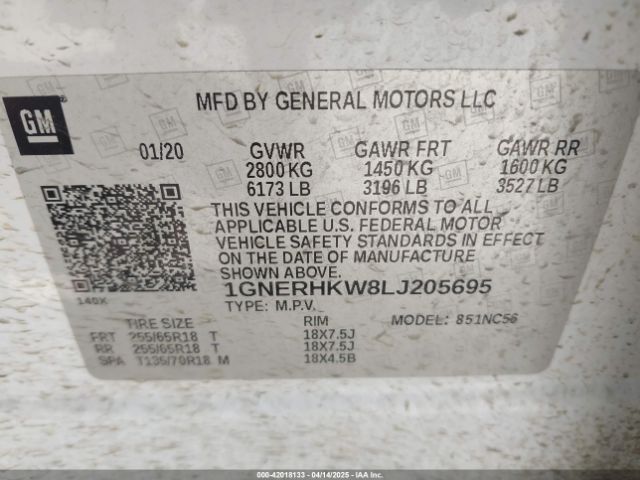 GM
MFD BY GENERAL MOTORS LLC
01/20 GVWR GAWR FRT GAWR RR
2800 KG 1450 KG 1600 KG
6173 LB 3196 LB 3527 LB
THIS VEHICLE CONFORMS TO ALL
APPLICABLE U.S. FEDERAL MOTOR
VEHICLE SAFETY STANDARDS IN EFFECT
ON THE DATE OF MANUFACTURE
SHOWN ABOVE.
140X
1GNERHKW8LJ205695
TYPE: M.P.V.
MODEL: 851NC56
TIRE SIZE RIM
FRT 255/65R18 T 18X7.5J
RR 255/65R18 T 18X7.5J
SPA T135/70R18 M 18X4.5B
000-42018133 - 04/14/2025 - IAA Inc.